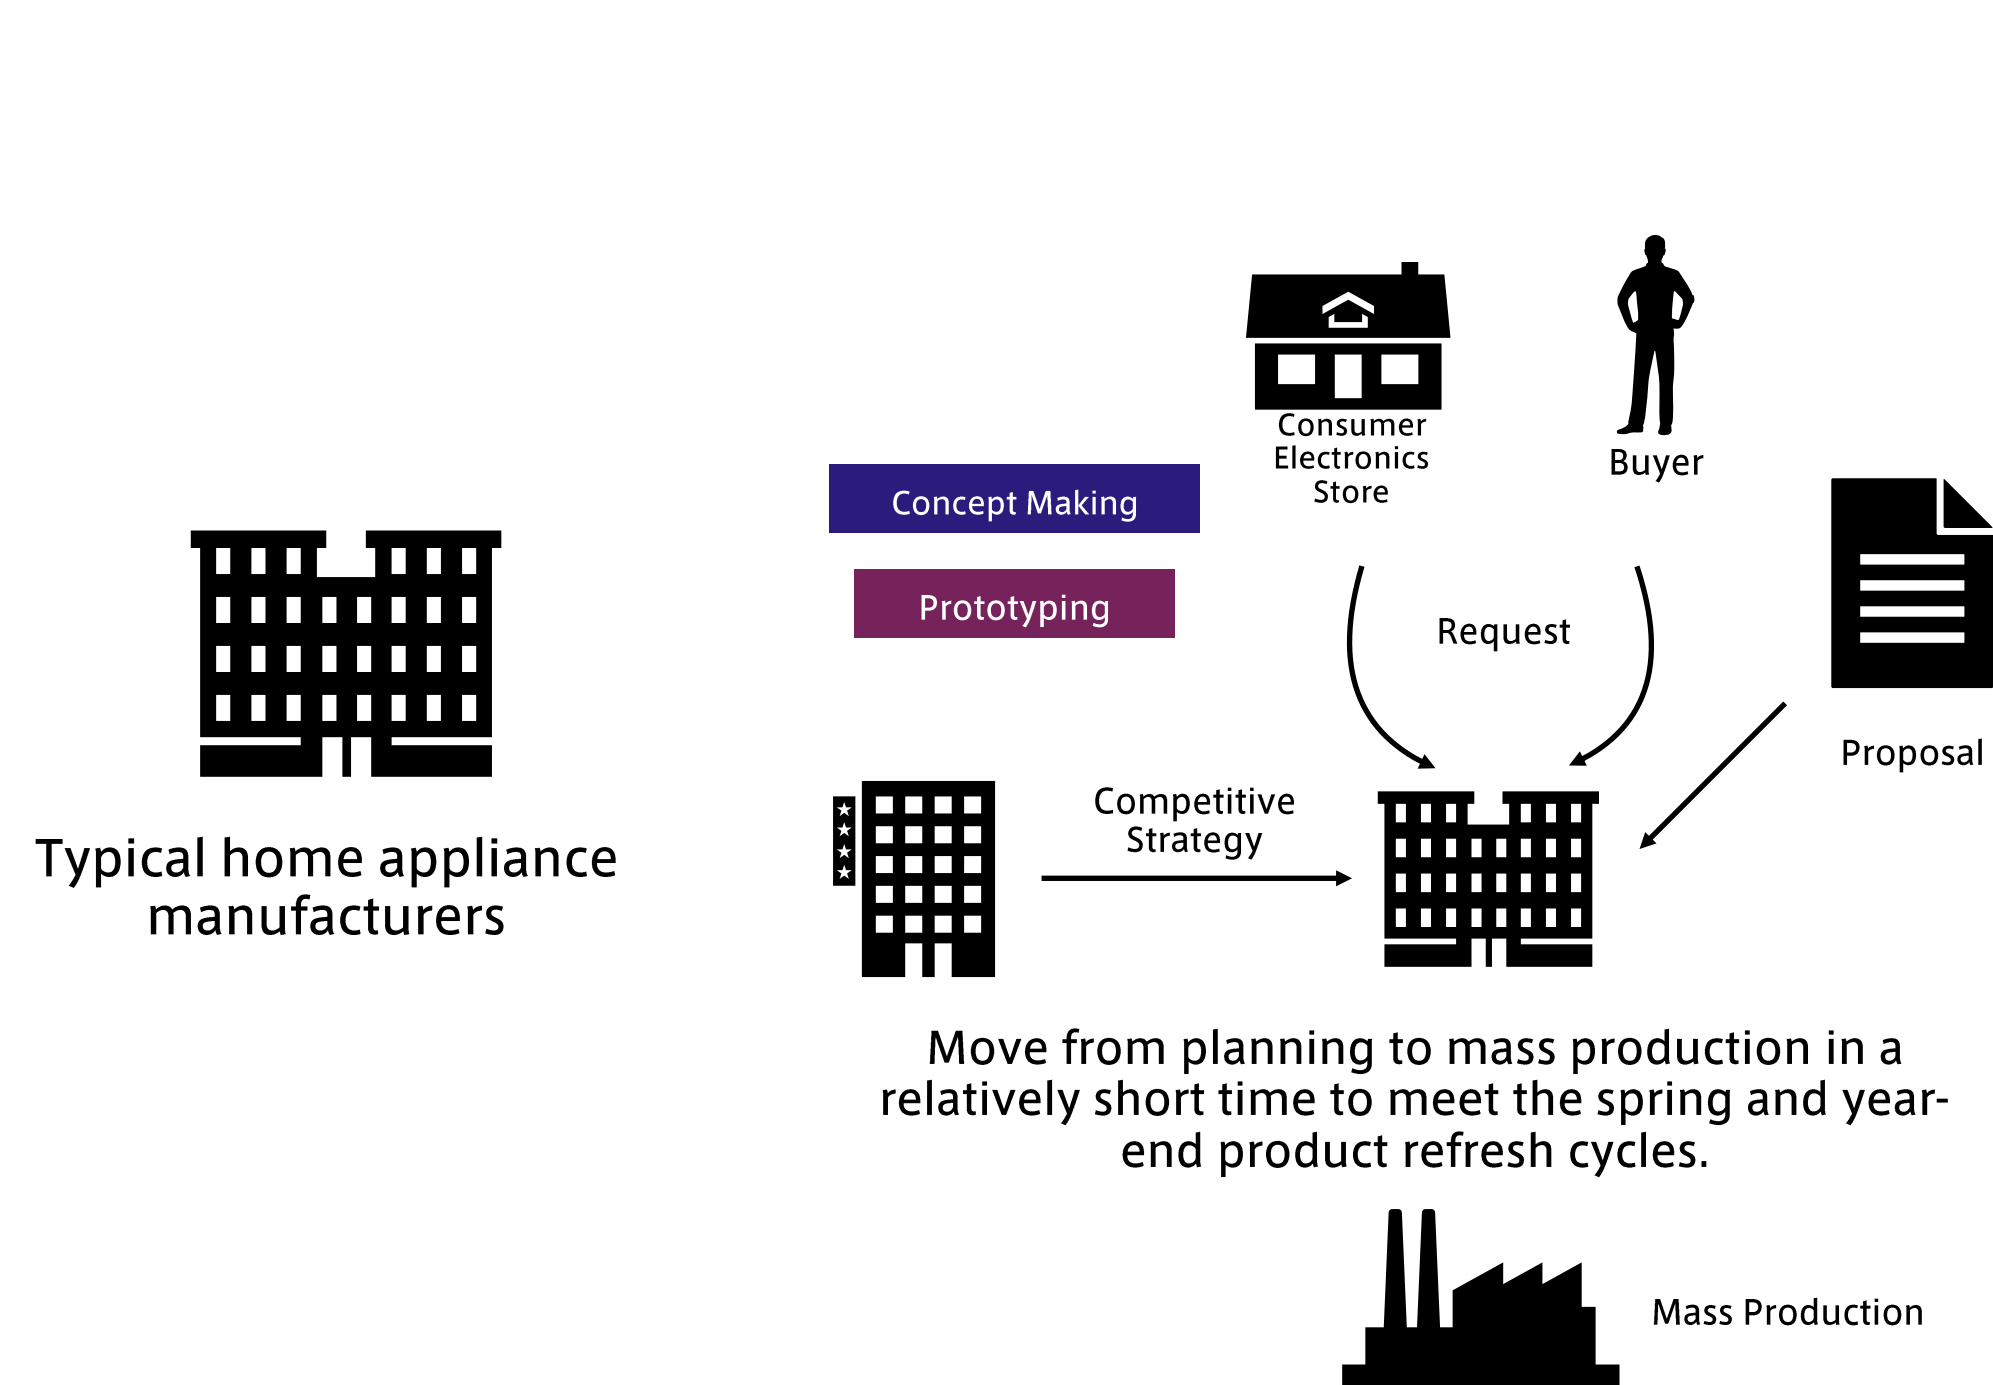 Typical home appliance
manufacturers
Concept Making
Prototyping
Consumer
Electronics
Store
Buyer
Request
Proposal
Competitive
Strategy
Move from planning to mass production in a
relatively short time to meet the spring and year-
end product refresh cycles.
Mass Production